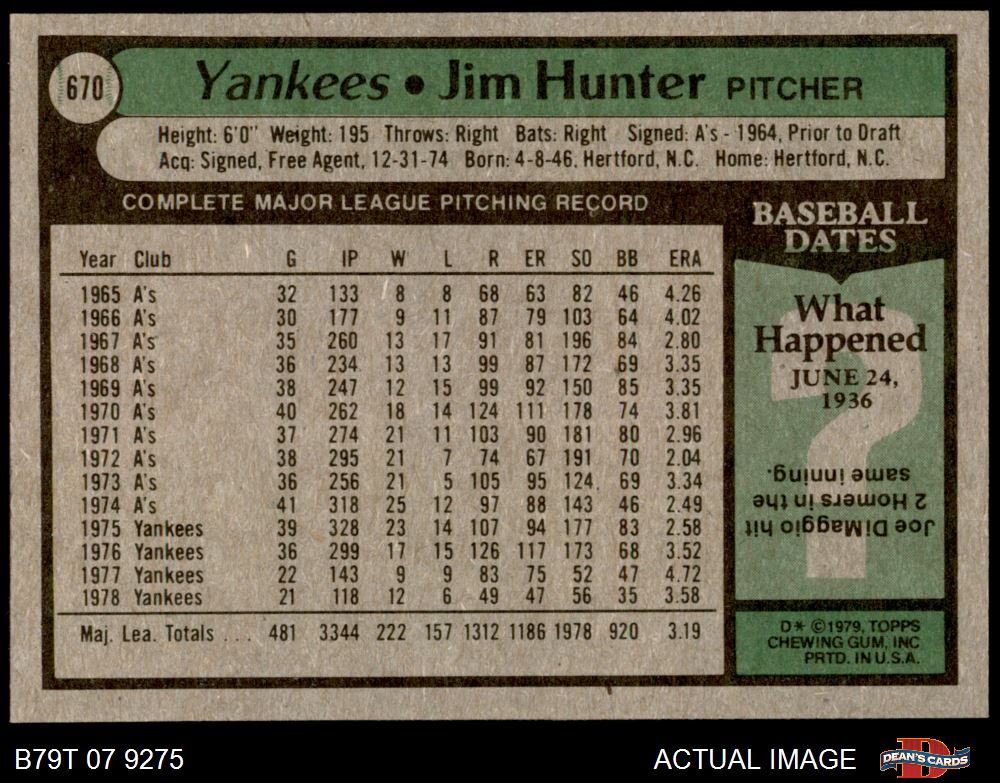 670
Yankees • Jim Hunter PITCHER
Height: 6'0" Weight: 195 Throws: Right Bats: Right Signed: A's - 1964, Prior to Draft
Acq: Signed, Free Agent, 12-31-74 Born: 4-8-46, Hertford, N.C. Home: Hertford, N.C.
COMPLETE MAJOR LEAGUE PITCHING RECORD
Year Club G IP W L R ER SO BB ERA
1965 A's 32 133 8 8 68 63 82 46 4.26
1966 A's 30 177 9 11 87 79 103 64 4.02
1967 A's 35 260 13 17 91 81 196 84 2.80
1968 A's 36 234 13 13 99 87 172 69 3.35
1969 A's 38 247 12 15 99 92 150 85 3.35
1970 A's 40 262 18 14 124 111 178 74 3.81
1971 A's 37 274 21 11 103 90 181 80 2.96
1972 A's 38 295 21 7 74 67 191 70 2.04
1973 A's 36 256 21 5 105 95 124 69 3.34
1974 A's 41 318 25 12 97 88 143 46 2.49
1975 Yankees 39 328 23 14 107 94 177 83 2.58
1976 Yankees 36 299 17 15 126 117 173 68 3.52
1977 Yankees 22 143 9 9 83 75 52 47 4.72
1978 Yankees 21 118 12 6 49 47 56 35 3.58
Maj. Lea. Totals . . . 481 3344 222 157 1312 1186 1978 920 3.19
BASEBALL
DATES
What
Happened
JUNE 24,
1936
Joe DiMaggio hit
2 Homers in the
same inning.
D* ©1979, TOPPS
CHEWING GUM, INC
PRTD. IN U.S.A.
B79T 07 9275
ACTUAL IMAGE
DEAN'S CARDS